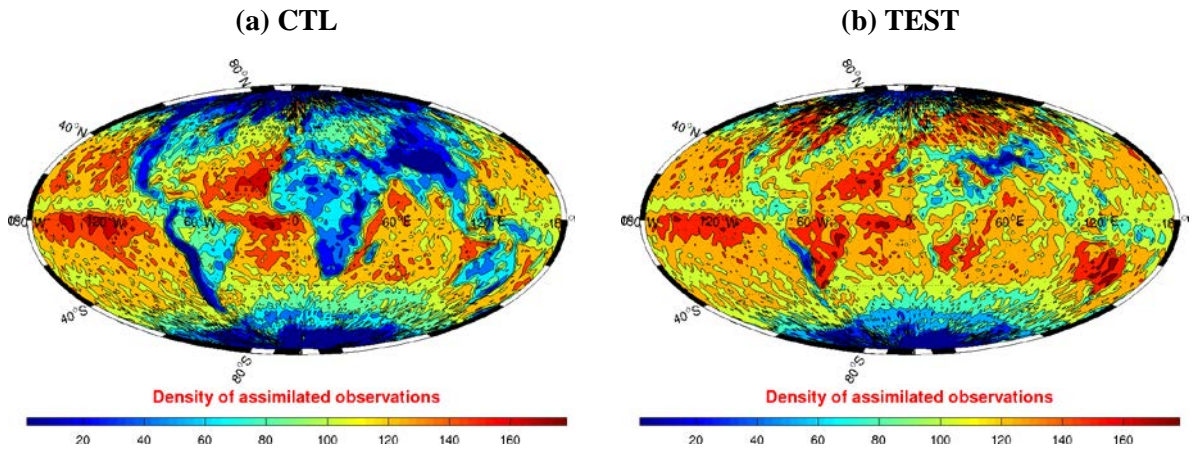 (a) CTL
(b) TEST
80°N
40°N
120° W
60° W
0
60°E
120°E
40°S
80°S
Density of assimilated observations
20 40 60 80 100 120 140 160
80°N
40°N
120° W
60° W
0
60°E
120°E
40°S
80°S
Density of assimilated observations
20 40 60 80 100 120 140 160